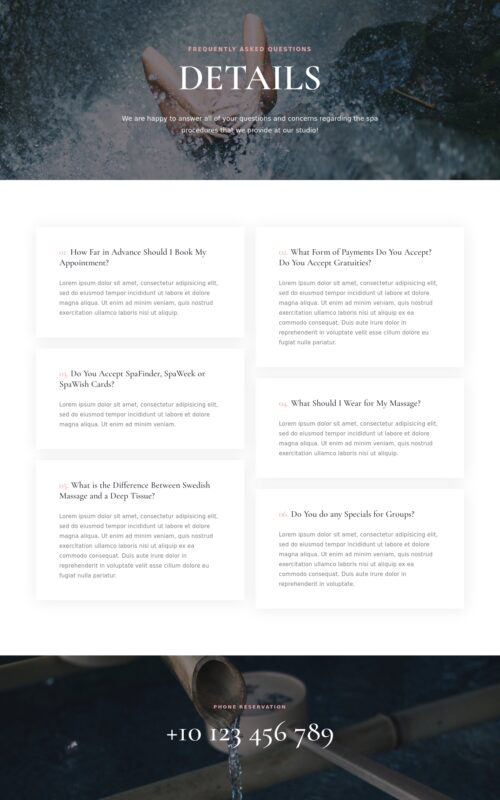 FREQUENTLY ASKED QUESTIONS
DETAILS
We are happy to answer all of your questions and concerns regarding the spa
procedures that we provide at our studio!
01. How Far in Advance Should I Book My
Appointment?
Lorem ipsum dolor sit amet, consectetur adipisicing elit,
sed do eiusmod tempor incididunt ut labore et dolore
magna aliqua. Ut enim ad minim veniam, quis nostrud
exercitation ullamco laboris nisi ut aliquip.
03. Do You Accept SpaFinder, SpaWeek or
SpaWish Cards?
Lorem ipsum dolor sit amet, consectetur adipisicing elit,
sed do eiusmod tempor incididunt ut labore et dolore
magna aliqua. Ut enim ad minim veniam.
05. What is the Difference Between Swedish
Massage and a Deep Tissue?
Lorem ipsum dolor sit amet, consectetur adipisicing elit,
sed do eiusmod tempor incididunt ut labore et dolore
magna aliqua. Ut enim ad minim veniam, quis nostrud
exercitation ullamco laboris nisi ut aliquip ex ea
commodo consequat. Duis aute irure dolor in
reprehenderit in voluptate velit esse cillum dolore eu
fugiat nulla pariatur.
02. What Form of Payments Do You Accept?
Do You Accept Gratuities?
Lorem ipsum dolor sit amet, consectetur adipisicing elit,
sed do eiusmod tempor incididunt ut labore et dolore
magna aliqua. Ut enim ad minim veniam, quis nostrud
exercitation ullamco laboris nisi ut aliquip ex ea
commodo consequat. Duis aute irure dolor in
reprehenderit in voluptate velit esse cillum dolore eu
fugiat nulla pariatur.
04. What Should I Wear for My Massage?
Lorem ipsum dolor sit amet, consectetur adipisicing elit,
sed do eiusmod tempor incididunt ut labore et dolore
magna aliqua. Ut enim ad minim veniam, quis nostrud
exercitation ullamco laboris nisi ut aliquip.
06. Do You do any Specials for Groups?
Lorem ipsum dolor sit amet, consectetur adipisicing elit,
sed do eiusmod tempor incididunt ut labore et dolore
magna aliqua. Ut enim ad minim veniam, quis nostrud
exercitation ullamco laboris nisi ut aliquip ex ea
commodo consequat. Duis aute irure dolor in
reprehenderit in voluptate.
PHONE RESERVATION
+10 123 456 789